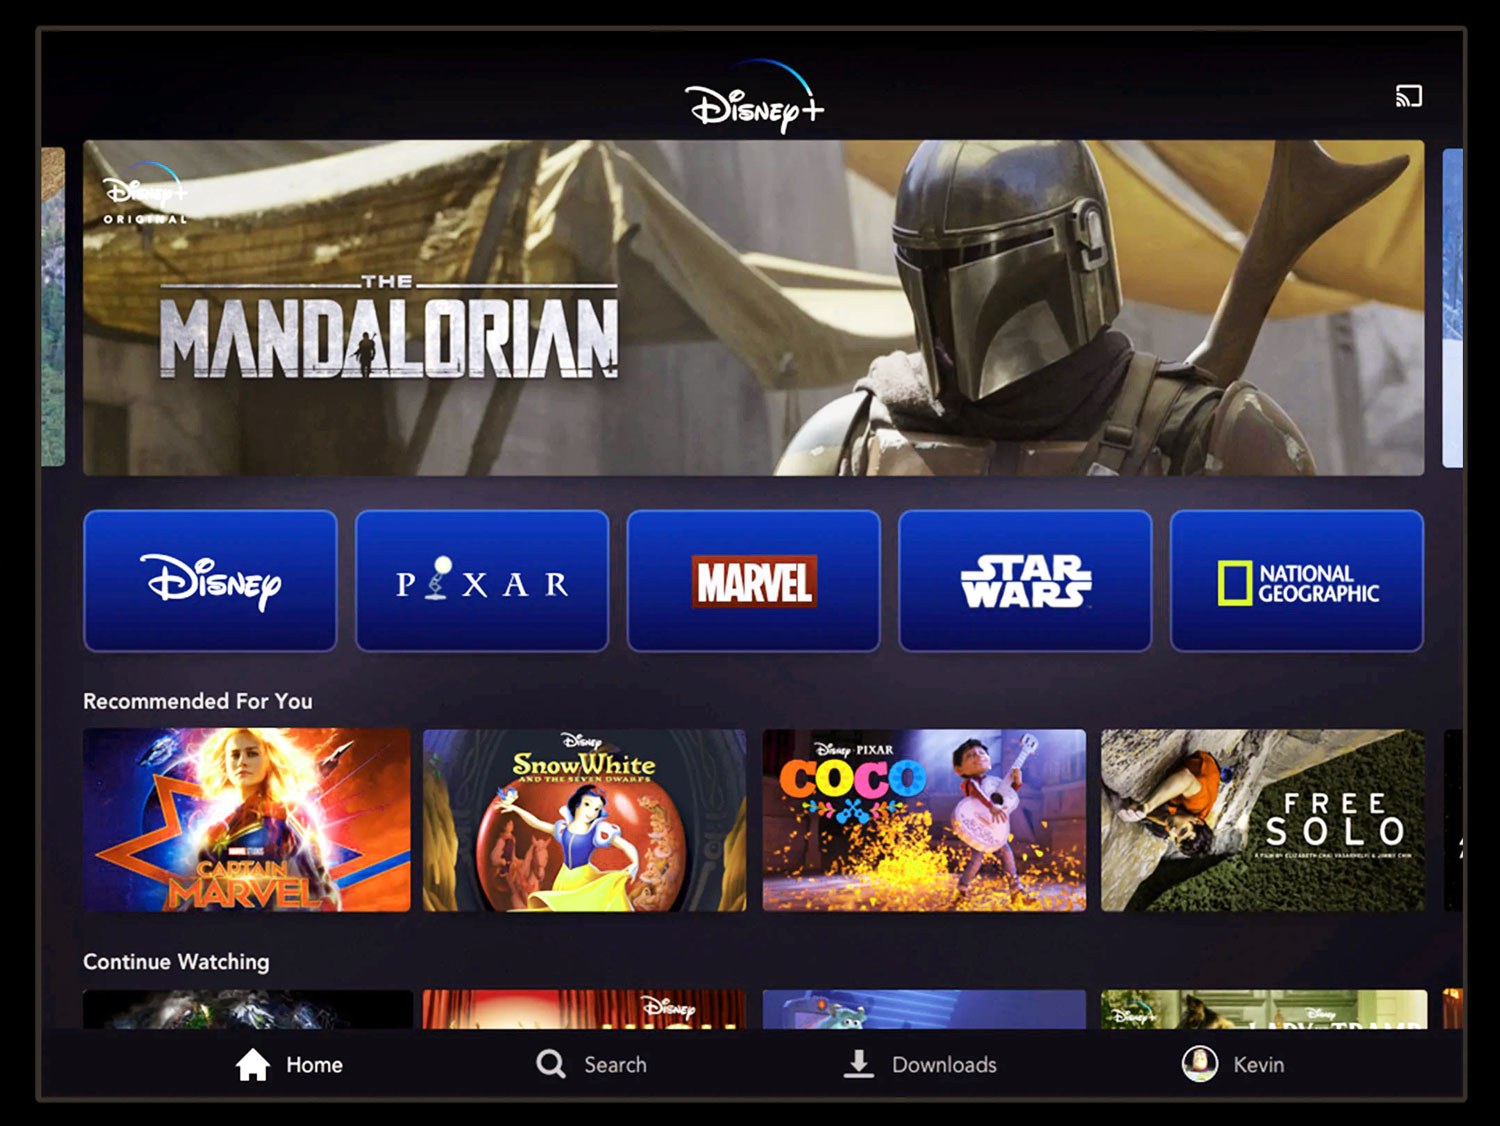 Disney+
Disney+
ORIGINAL
THE
MANDALORIAN
Disney
PIXAR
MARVEL
STAR
WARS
NATIONAL
GEOGRAPHIC
Recommended For You
MARVEL STUDIOS
CAPTAIN
MARVEL
Disney
Snow White
AND THE SEVEN DWARFS
Disney · PIXAR
COCO
FREE
SOLO
A FILM BY ELIZABETH CHAI VASARHELYI & JIMMY CHIN
Continue Watching
Disney
Disney+
Disney
Home
Search
Downloads
Kevin